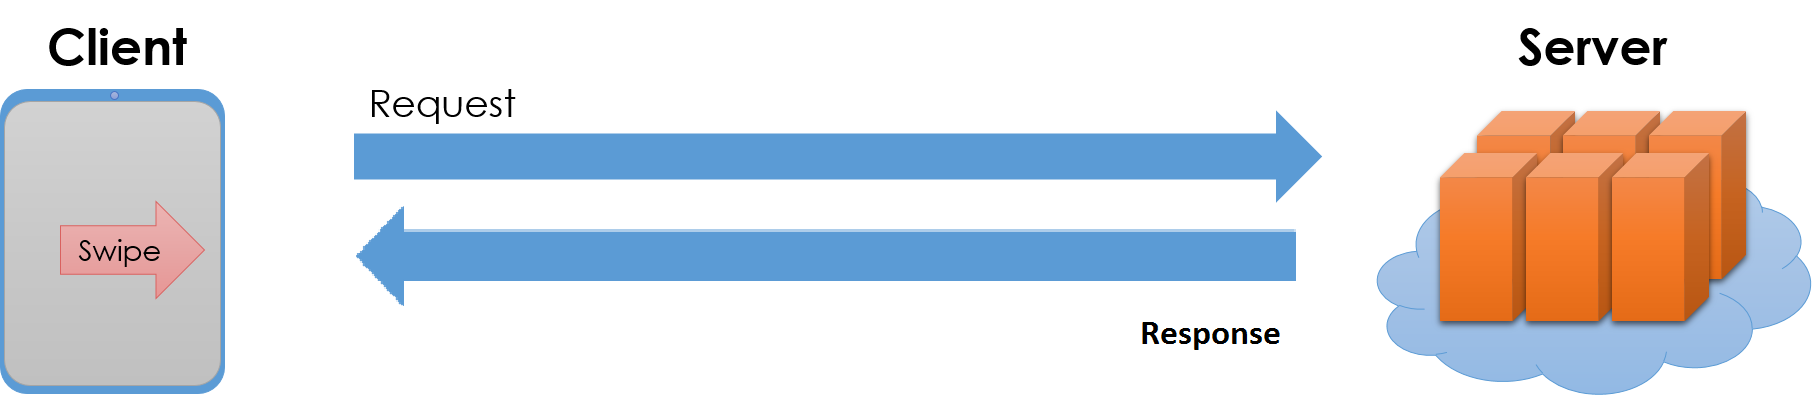 Client
Server
Request
Swipe
Response